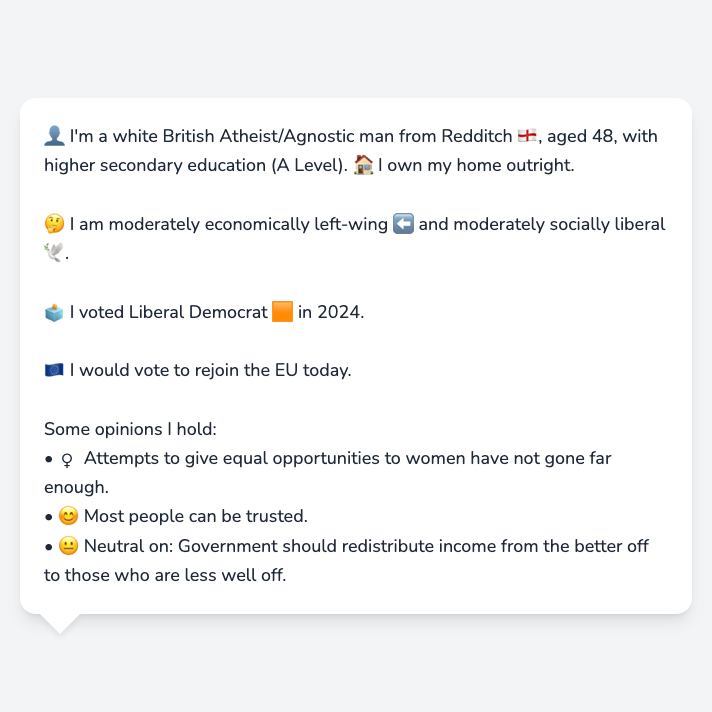 👤 I'm a white British Atheist/Agnostic man from Redditch 🏴󠁧󠁢󠁥󠁮󠁧󠁿, aged 48, with
higher secondary education (A Level). 🏠 I own my home outright.
🤔 I am moderately economically left-wing ⬅️ and moderately socially liberal
🕊️.
🗳️ I voted Liberal Democrat 🟧 in 2024.
🇪🇺 I would vote to rejoin the EU today.
Some opinions I hold:
• ♀ Attempts to give equal opportunities to women have not gone far
enough.
• 😊 Most people can be trusted.
• 😐 Neutral on: Government should redistribute income from the better off
to those who are less well off.